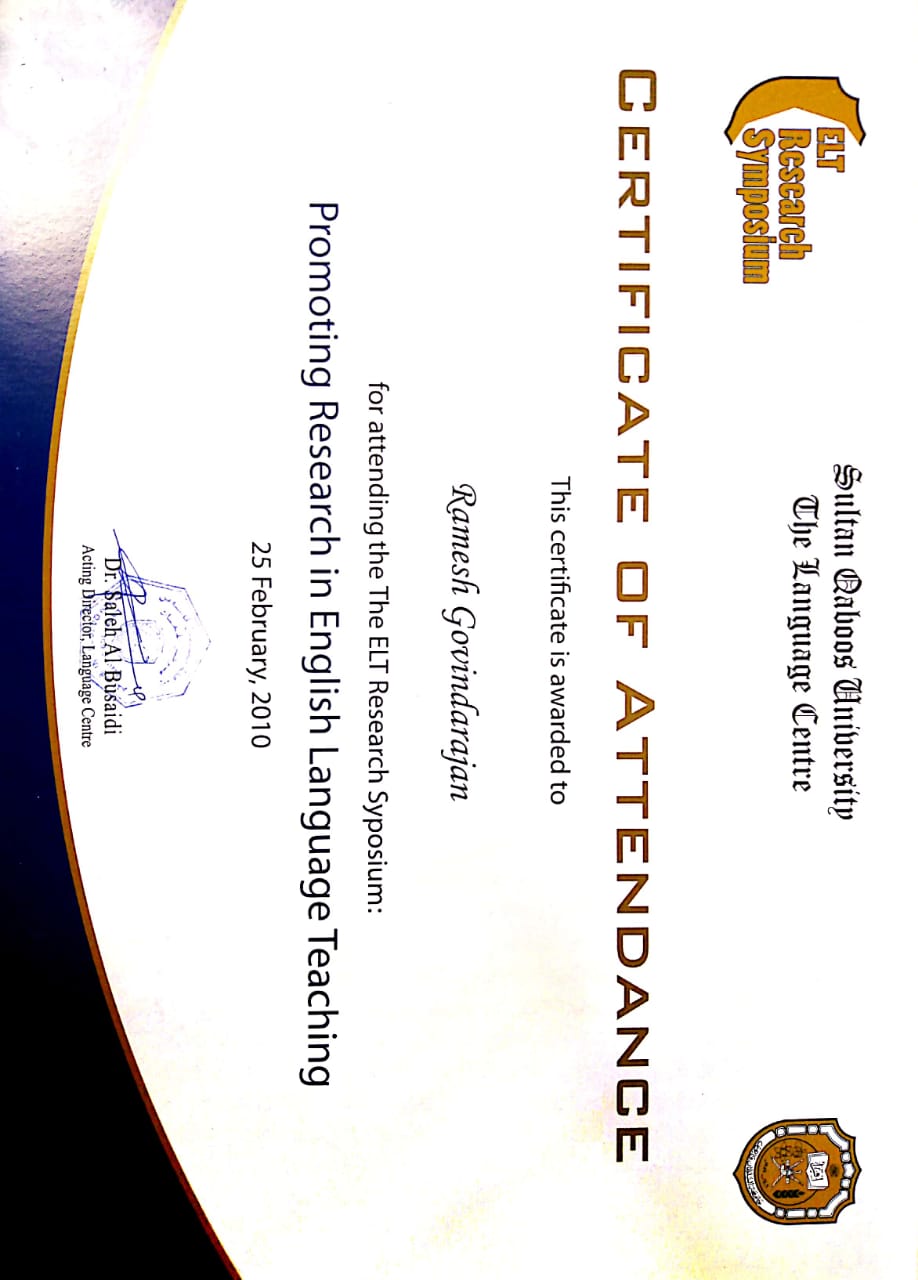 ELT
Research
Symposium
Sultan Qaboos University
The Language Centre
اقرأ
CERTIFICATE OF ATTENDANCE
This certificate is awarded to
Ramesh Govindarajan
for attending the The ELT Research Syposium:
Promoting Research in English Language Teaching
25 February, 2010
Dr. Saleh Al Busaidi
Acting Director, Language Centre